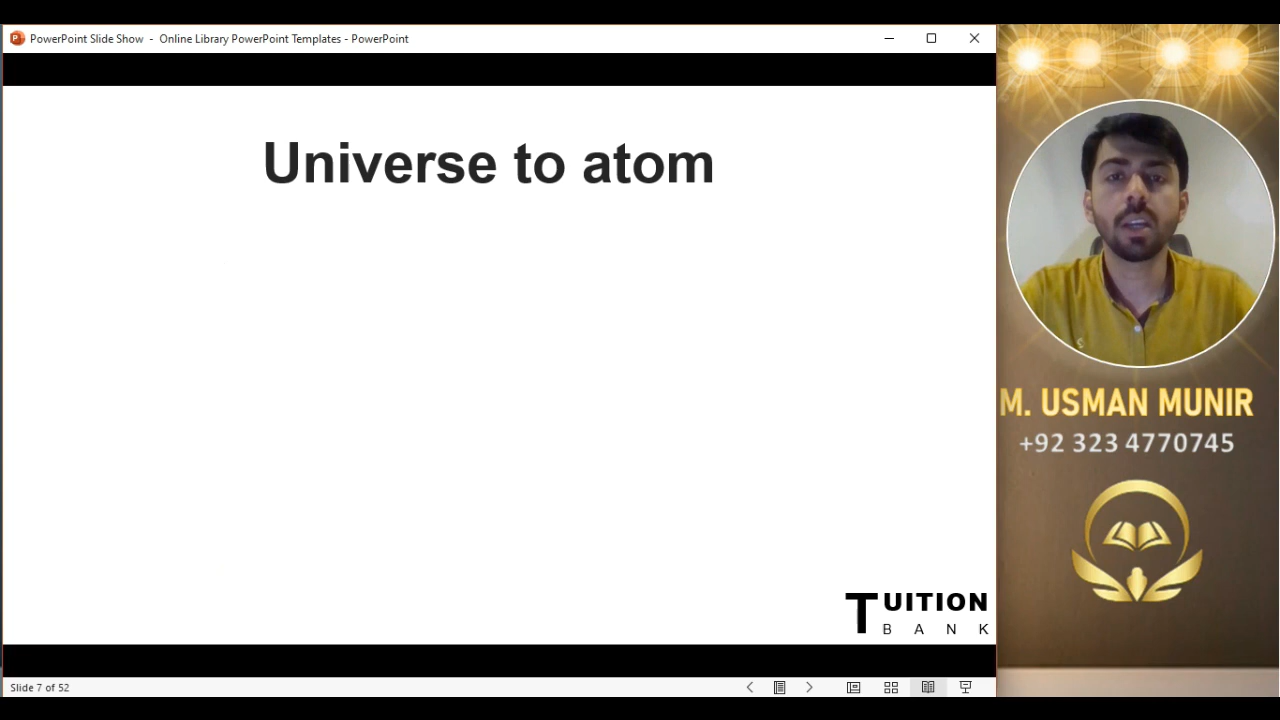 PowerPoint Slide Show - Online Library PowerPoint Templates - PowerPoint
Universe to atom
TUITION
BANK
Slide 7 of 52
M. USMAN MUNIR
+92 323 4770745